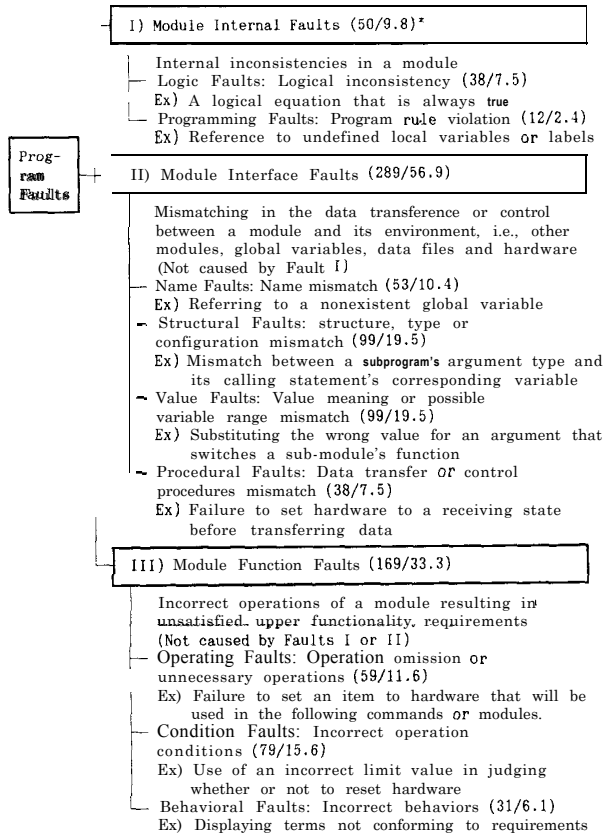 I) Module Internal Faults (50/9.8)*
Internal inconsistencies in a module
Logic Faults: Logical inconsistency (38/7.5)
Ex) A logical equation that is always true
Programming Faults: Program rule violation (12/2.4)
Ex) Reference to undefined local variables or labels
Prog-
ram
Faults
II) Module Interface Faults (289/56.9)
Mismatching in the data transference or control
between a module and its environment, i.e., other
modules, global variables, data files and hardware
(Not caused by Fault I)
Name Faults: Name mismatch (53/10.4)
Ex) Referring to a nonexistent global variable
Structural Faults: structure, type or
configuration mismatch (99/19.5)
Ex) Mismatch between a subprogram's argument type and
its calling statement's corresponding variable
Value Faults: Value meaning or possible
variable range mismatch (99/19.5)
Ex) Substituting the wrong value for an argument that
switches a sub-module's function
Procedural Faults: Data transfer or control
procedures mismatch (38/7.5)
Ex) Failure to set hardware to a receiving state
before transferring data
III) Module Function Faults (169/33.3)
Incorrect operations of a module resulting in
unsatisfied upper functionality requirements
(Not caused by Faults I or II)
Operating Faults: Operation omission or
unnecessary operations (59/11.6)
Ex) Failure to set an item to hardware that will be
used in the following commands or modules.
Condition Faults: Incorrect operation
conditions (79/15.6)
Ex) Use of an incorrect limit value in judging
whether or not to reset hardware
Behavioral Faults: Incorrect behaviors (31/6.1)
Ex) Displaying terms not conforming to requirements